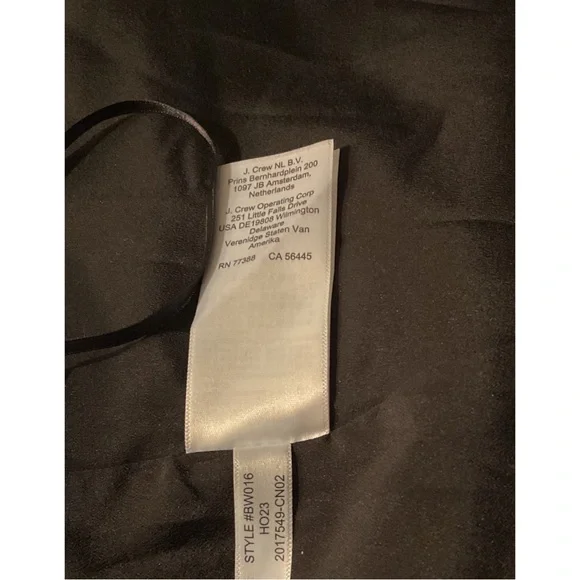 J. Crew NL B.V.
Prins Bernhardplein 200
1097 JB Amsterdam,
Netherlands
J. Crew Operating Corp
251 Little Falls Drive
USA DE19808 Wilmington
Delaware
Verenidge Staten Van
Amerika
RN 77388 CA 56445
STYLE #BW016
HO23
2017549-CN02